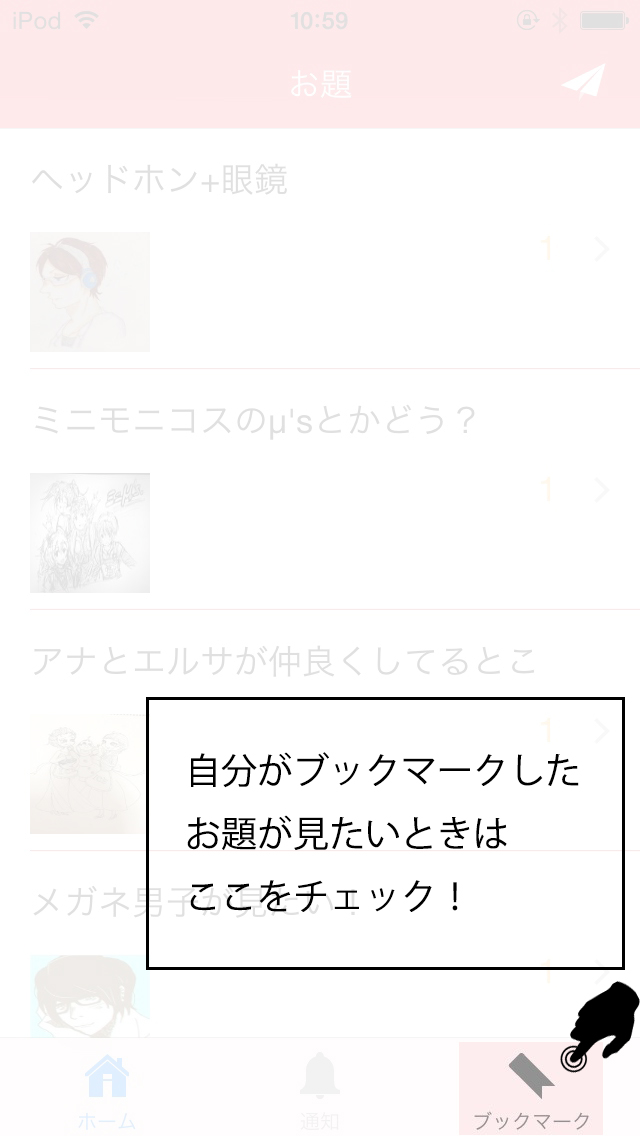 iPod 10:59
お題
ヘッドホン+眼鏡
1
ミニモニコスのμ'sとかどう？
1
アナとエルサが仲良くしてるとこ
1
自分がブックマークした
お題が見たいときは
ここをチェック！
メガネ男子が見たい！
1
ホーム 通知 ブックマーク